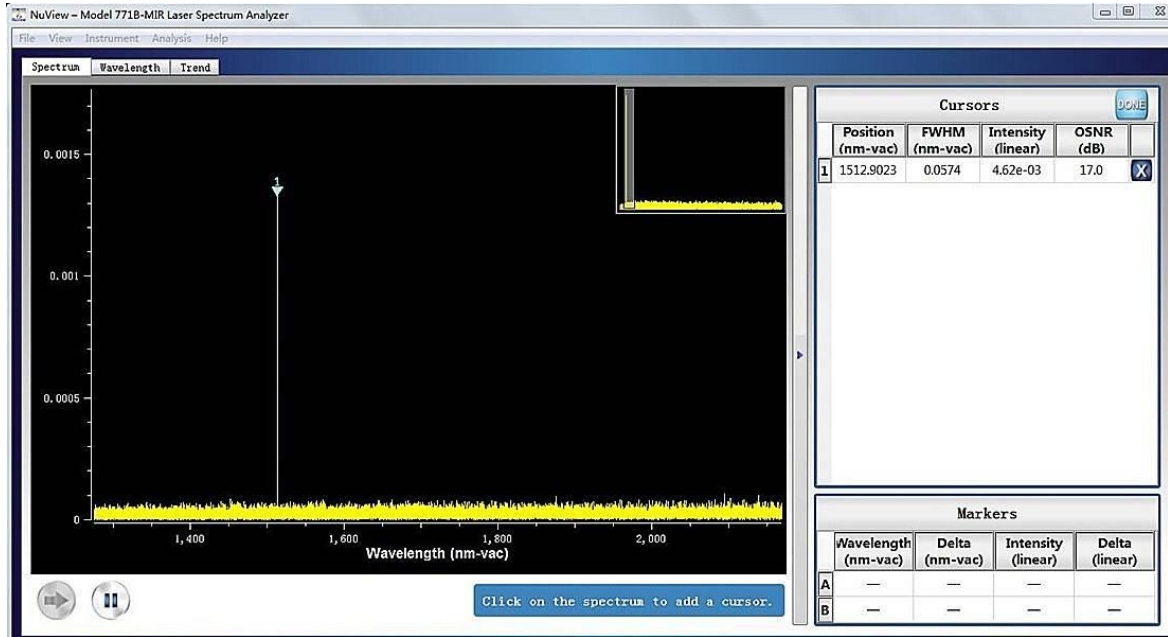 NuView – Model 771B-MIR Laser Spectrum Analyzer
File View Instrument Analysis Help
Spectrum Wavelength Trend
0.0015
0.001
0.0005
0
1
1,400 1,600 1,800 2,000
Wavelength (nm-vac)
Click on the spectrum to add a cursor.
Cursors DONE
Position (nm-vac) FWHM (nm-vac) Intensity (linear) OSNR (dB)
1 1512.9023 0.0574 4.62e-03 17.0 X
Markers
Wavelength (nm-vac) Delta (nm-vac) Intensity (linear) Delta (linear)
A — — — —
B — — — —